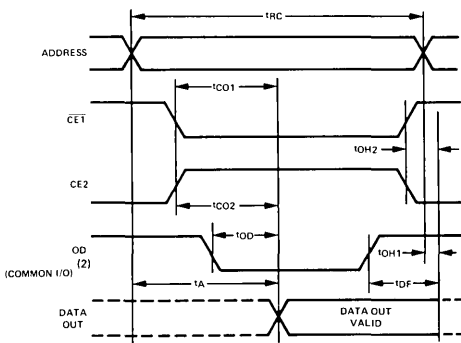 tRC
ADDRESS
tCO1
CE1
tOH2
CE2
tCO2
OD
(2)
(COMMON I/O)
tOD
tOH1
tA
tDF
DATA
OUT
DATA OUT
VALID